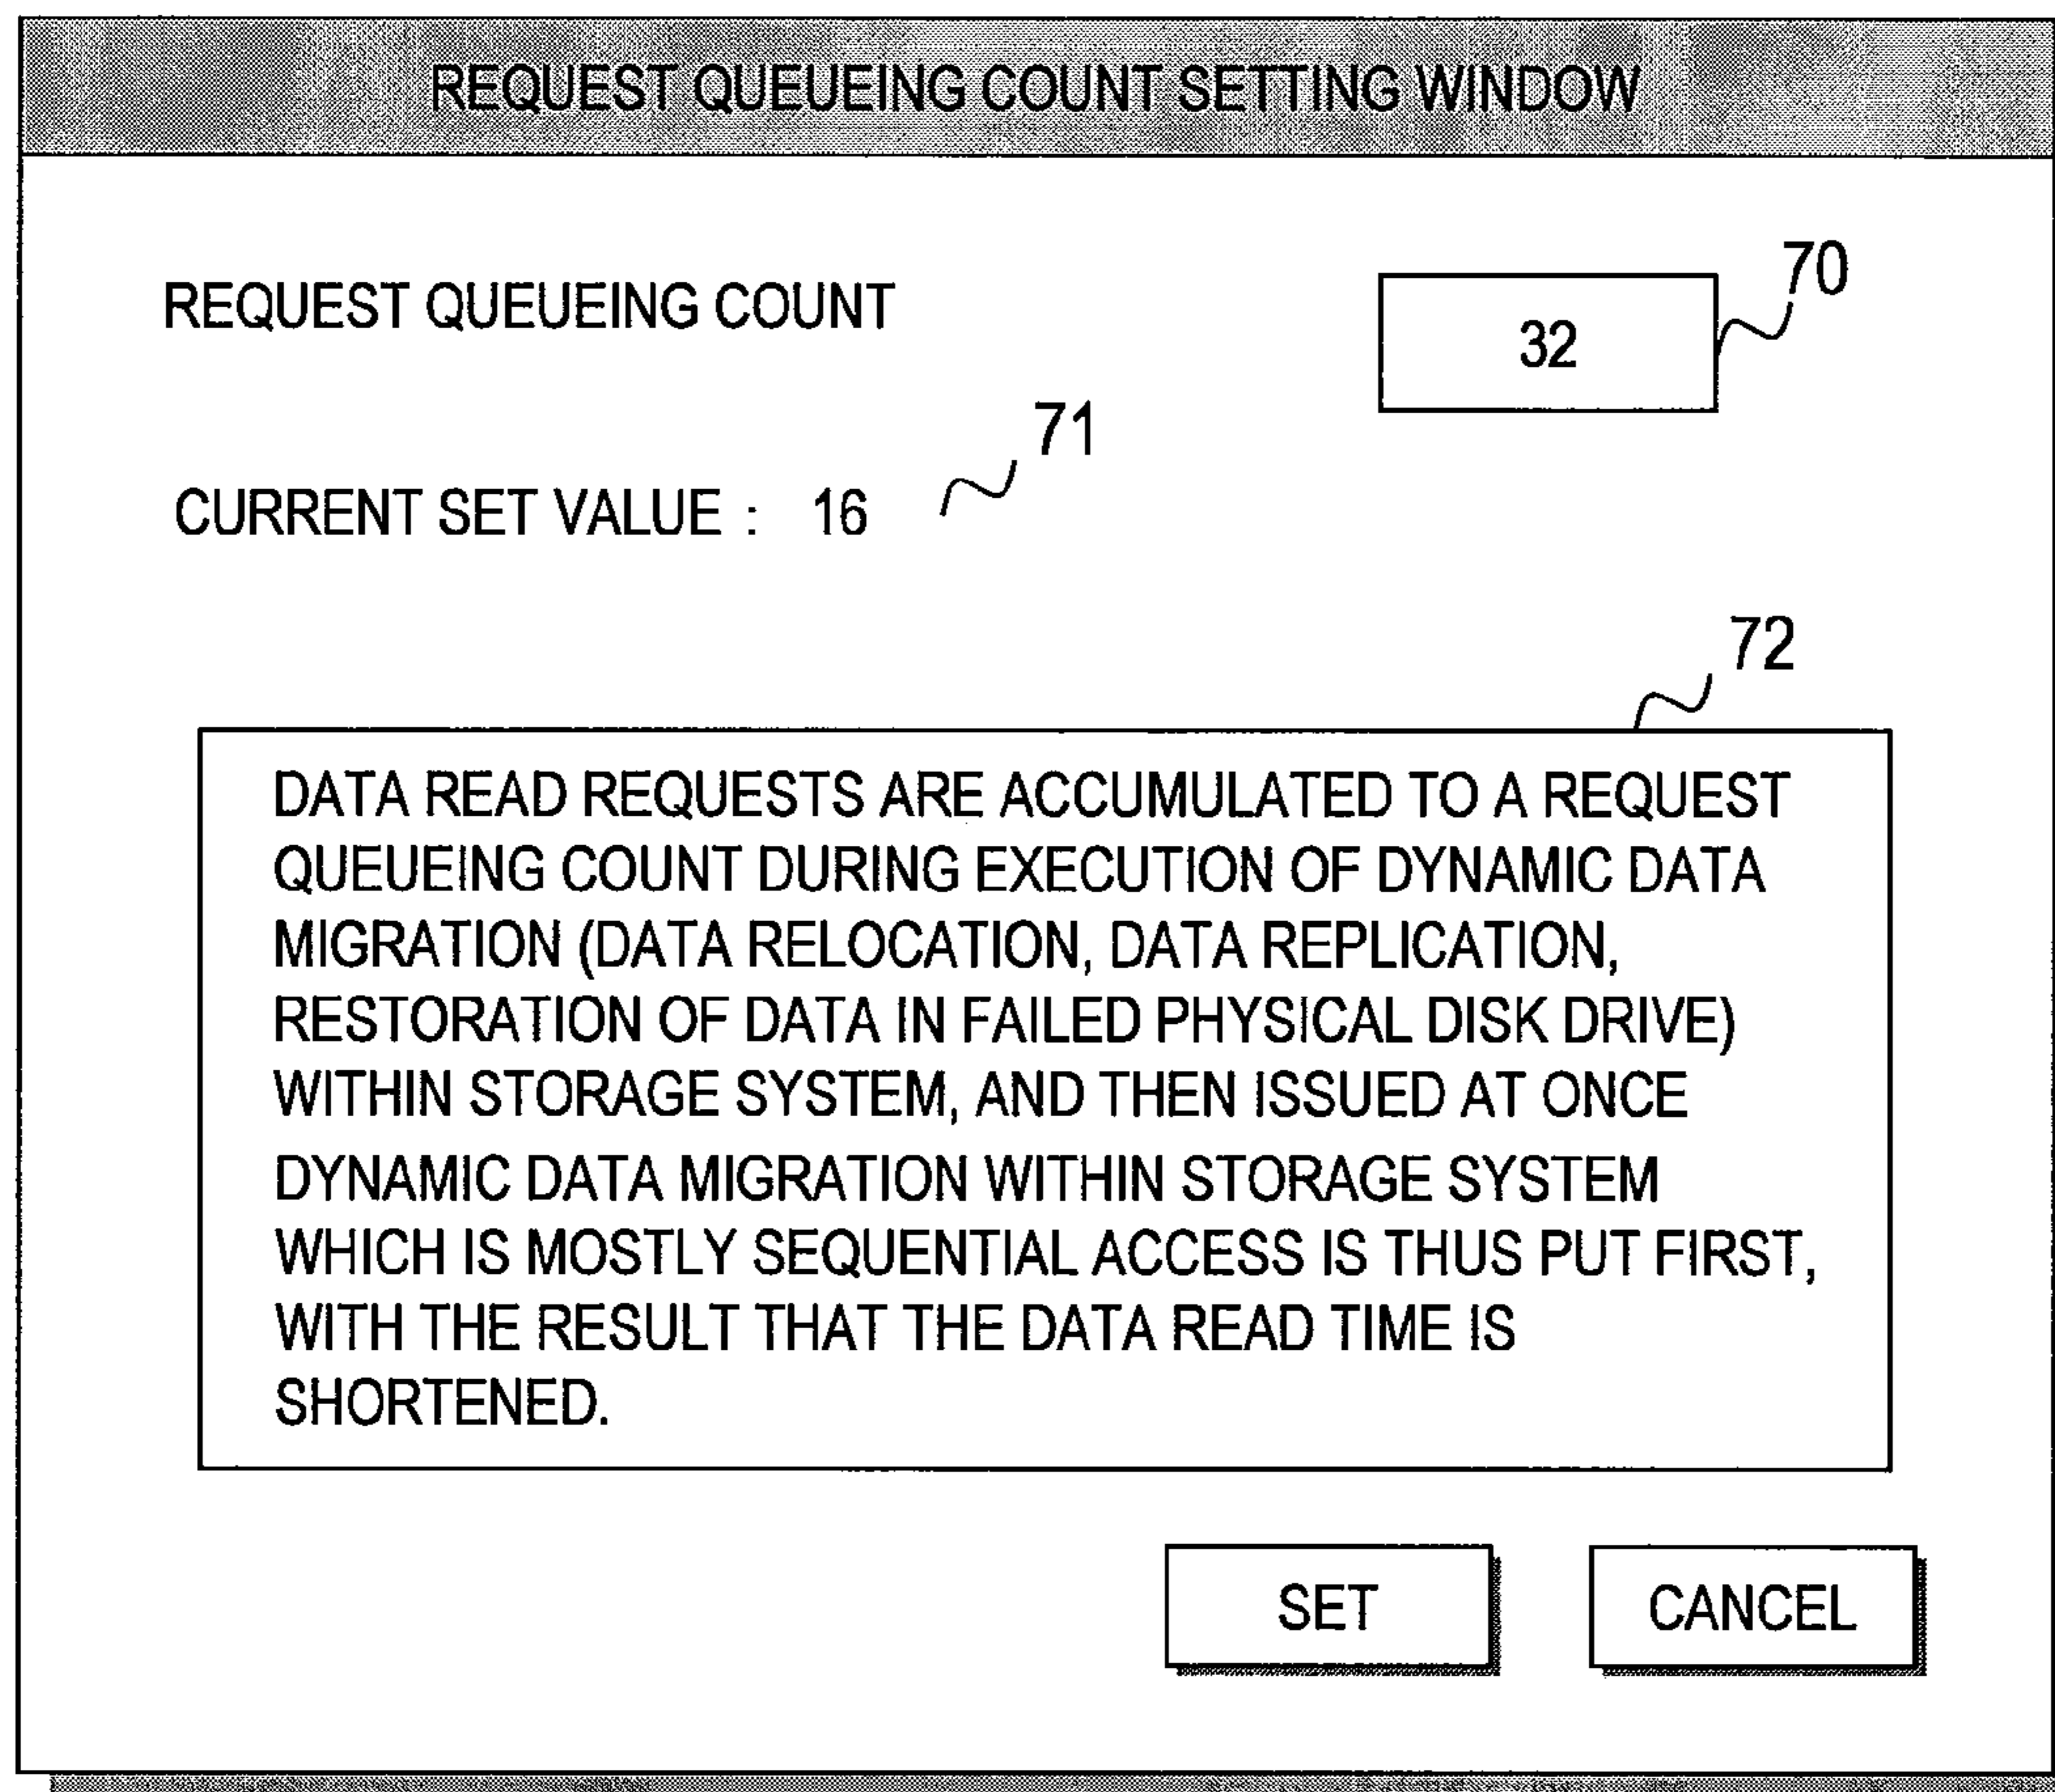 REQUEST QUEUEING COUNT SETTING WINDOW
REQUEST QUEUEING COUNT
32
70
CURRENT SET VALUE : 16
71
72
DATA READ REQUESTS ARE ACCUMULATED TO A REQUEST
QUEUEING COUNT DURING EXECUTION OF DYNAMIC DATA
MIGRATION (DATA RELOCATION, DATA REPLICATION,
RESTORATION OF DATA IN FAILED PHYSICAL DISK DRIVE)
WITHIN STORAGE SYSTEM, AND THEN ISSUED AT ONCE
DYNAMIC DATA MIGRATION WITHIN STORAGE SYSTEM
WHICH IS MOSTLY SEQUENTIAL ACCESS IS THUS PUT FIRST,
WITH THE RESULT THAT THE DATA READ TIME IS
SHORTENED.
SET
CANCEL